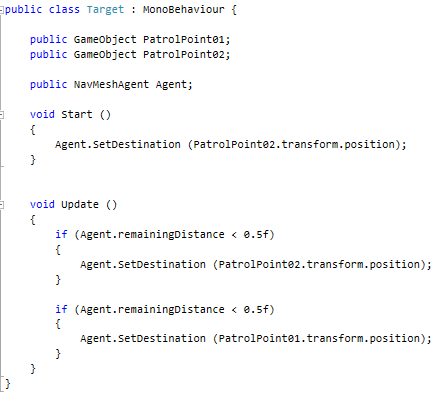 public class Target : MonoBehaviour {
public GameObject PatrolPoint01;
public GameObject PatrolPoint02;
public NavMeshAgent Agent;
void Start ()
{
Agent.SetDestination (PatrolPoint02.transform.position);
}
void Update ()
{
if (Agent.remainingDistance < 0.5f)
{
Agent.SetDestination (PatrolPoint02.transform.position);
}
if (Agent.remainingDistance < 0.5f)
{
Agent.SetDestination (PatrolPoint01.transform.position);
}
}
}